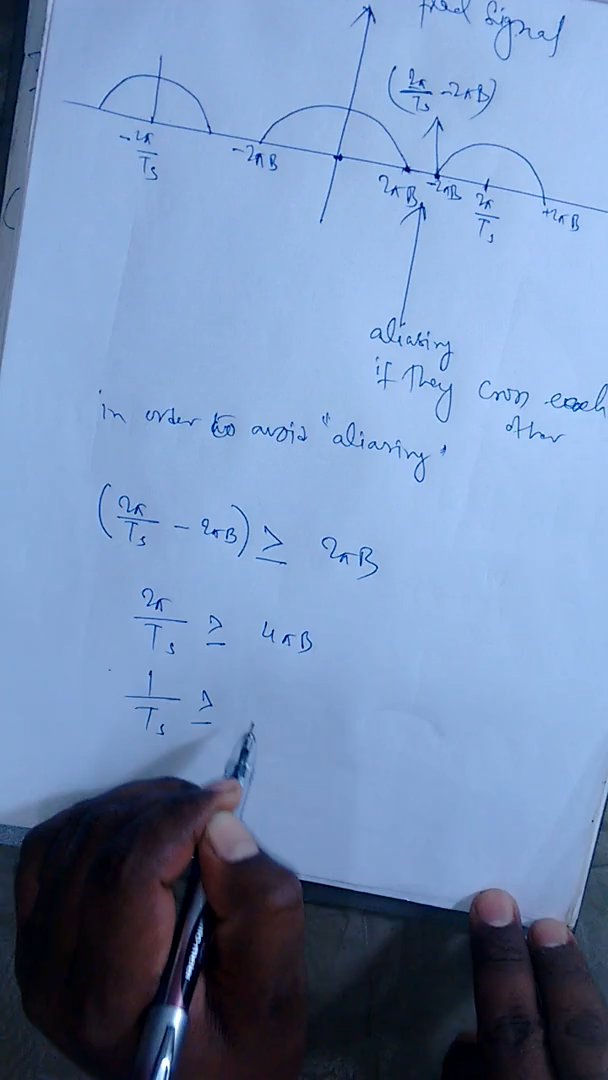 Signal
(2π/Ts - 2πB)
-2π/Ts
-2πB
2πB
-2πB
2π/Ts
+2πB
aliasing
if they cross each other
in order to avoid "aliasing"
(2π/Ts - 2πB) ≥ 2πB
2π/Ts ≥ 4πB
1/Ts ≥